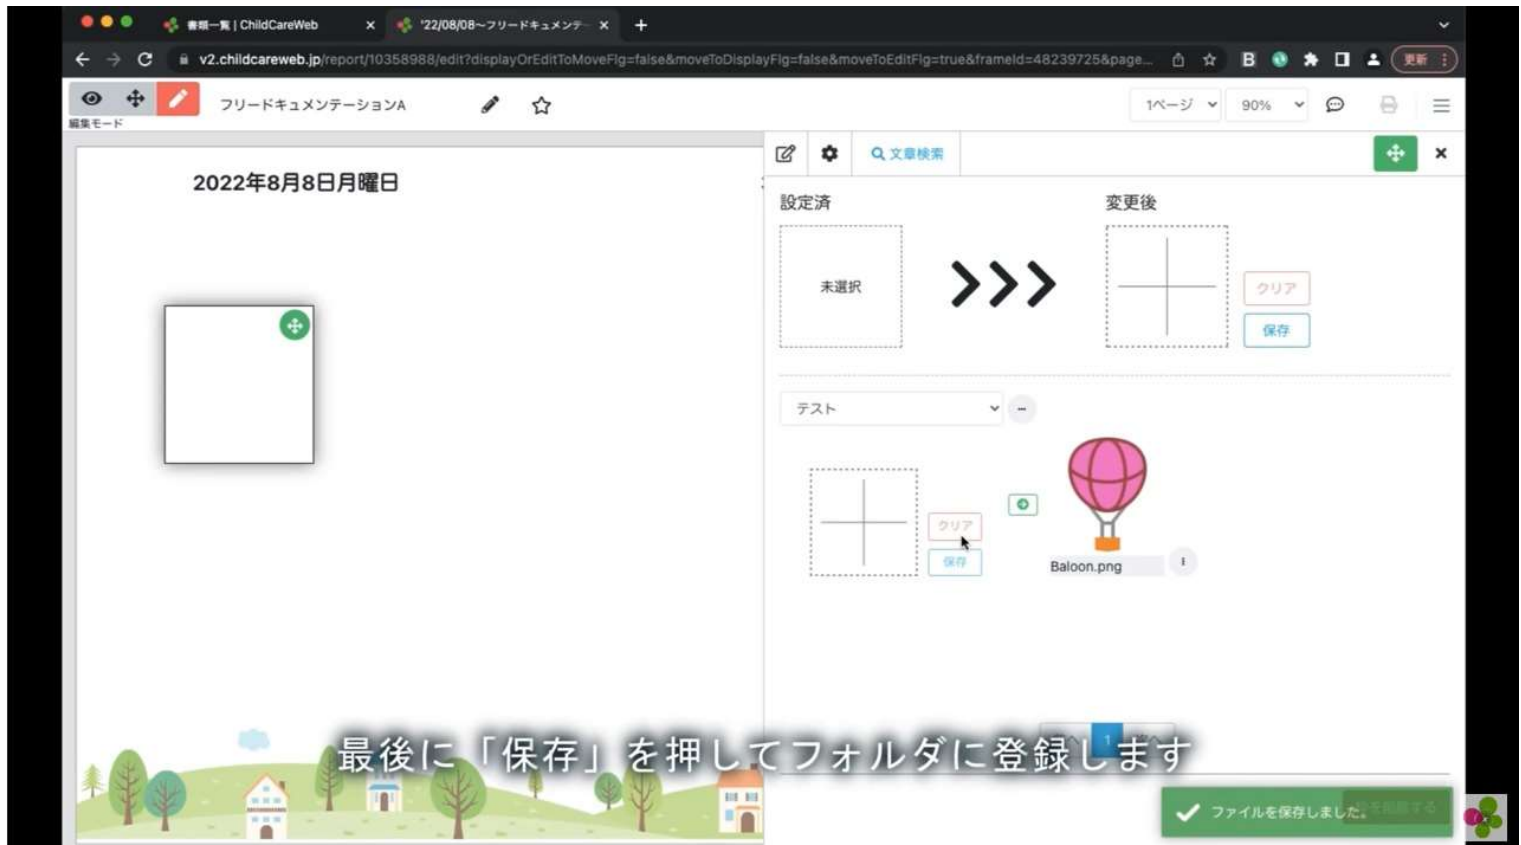 書類一覧 | ChildCareWeb
'22/08/08〜フリードキュメンテー
v2.childcareweb.jp/report/10358988/edit?displayOrEditToMoveFlg=false&moveToDisplayFlg=false&moveToEditFlg=true&frameId=48239725&page...
B
更新
編集モード
フリードキュメンテーションA
1ページ
90%
文章検索
2022年8月8日月曜日
設定済
変更後
未選択
クリア
保存
テスト
クリア
保存
Baloon.png
1
最後に「保存」を押してフォルダに登録します
ファイルを保存しました。